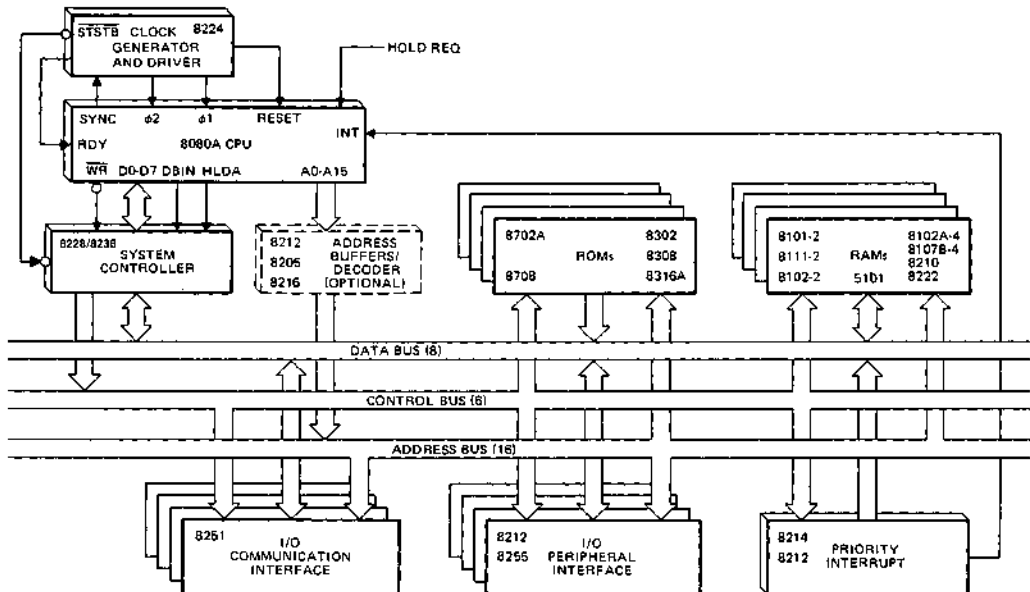 STSTB CLOCK 8224
GENERATOR
AND DRIVER
HOLD REQ
SYNC φ2 φ1 RESET
INT
RDY 8080A CPU
WR D0-D7 DBIN HLDA A0-A15
8228/8238
SYSTEM
CONTROLLER
8212 ADDRESS
8205 BUFFERS/
DECODER
8216 (OPTIONAL)
8702A 8302
ROMs 8308
8708 8316A
8101-2 8102A-4
8111-2 RAMs 8107B-4
8210
8102-2 5101 8222
DATA BUS (8)
CONTROL BUS (6)
ADDRESS BUS (16)
8251 I/O
COMMUNICATION
INTERFACE
8212 I/O
8255 PERIPHERAL
INTERFACE
8214 PRIORITY
8212 INTERRUPT